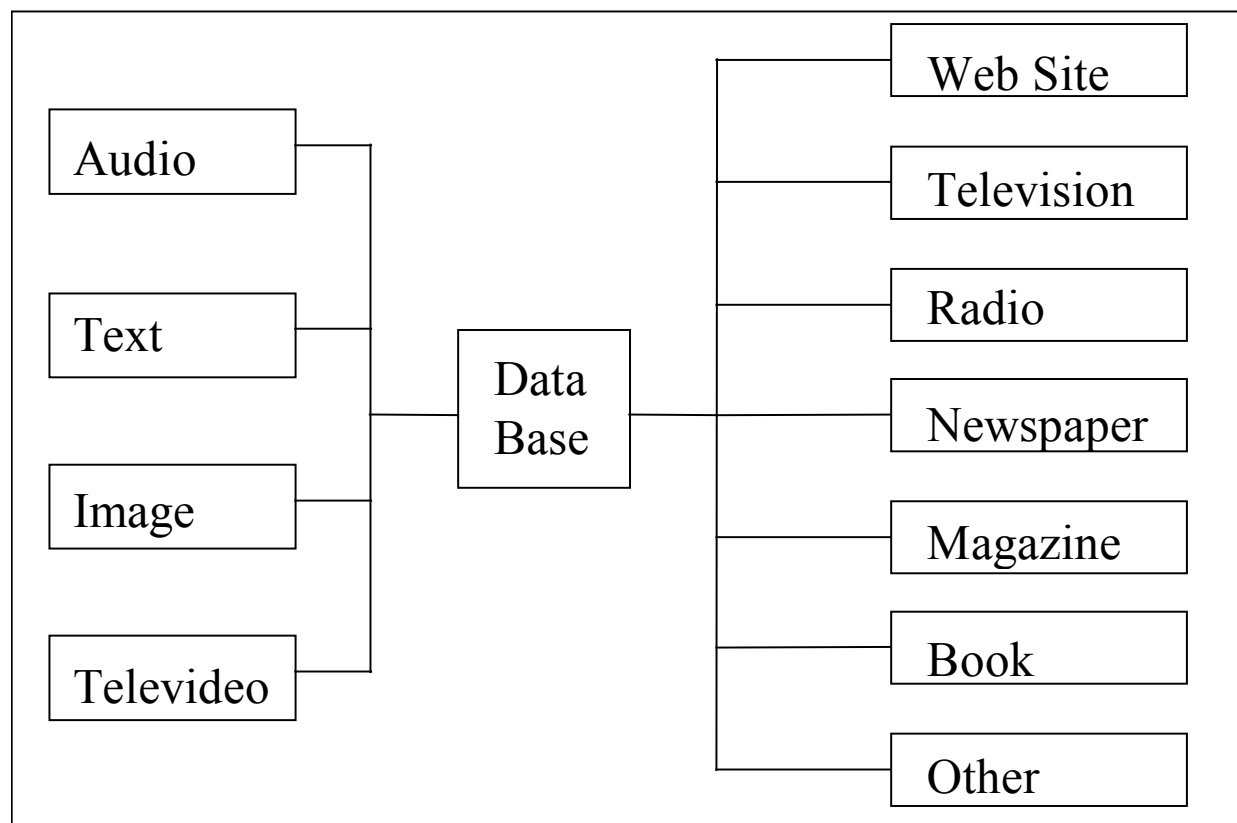 Audio
Text
Image
Televideo
Data
Base
Web Site
Television
Radio
Newspaper
Magazine
Book
Other